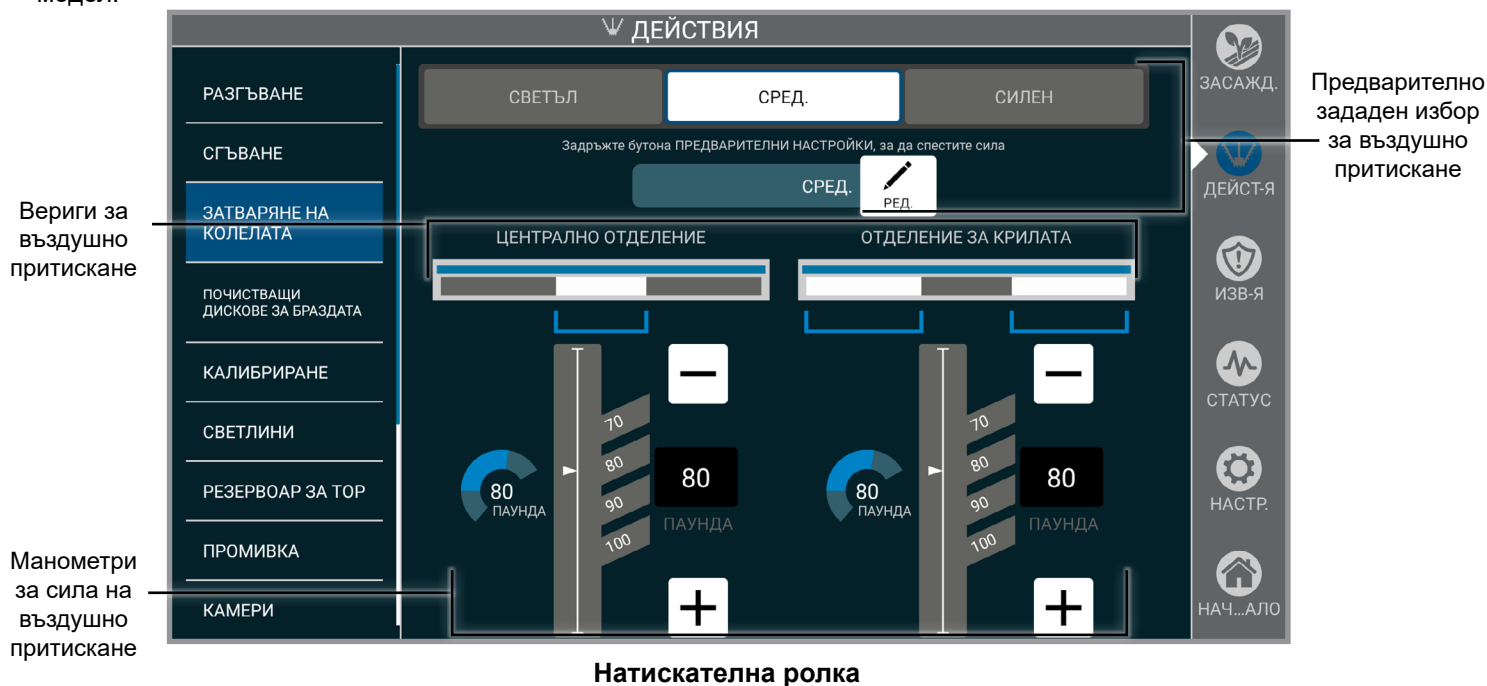 модел.
ДЕЙСТВИЯ
РАЗГЪВАНЕ
СГЪВАНЕ
ЗАТВАРЯНЕ НА
КОЛЕЛАТА
ПОЧИСТВАЩИ
ДИСКОВЕ ЗА БРАЗДАТА
КАЛИБРИРАНЕ
СВЕТЛИНИ
РЕЗЕРВОАР ЗА ТОР
ПРОМИВКА
КАМЕРИ
СВЕТЪЛ
СРЕД.
СИЛЕН
Задръжте бутона ПРЕДВАРИТЕЛНИ НАСТРОЙКИ, за да спестите сила
СРЕД.
РЕД.
ЦЕНТРАЛНО ОТДЕЛЕНИЕ
ОТДЕЛЕНИЕ ЗА КРИЛАТА
70
80
90
100
80
ПАУНДА
80
ПАУНДА
70
80
90
100
80
ПАУНДА
80
ПАУНДА
ЗАСАЖД.
ДЕЙСТ-Я
ИЗВ-Я
СТАТУС
НАСТР.
НАЧ...АЛО
Предварително
зададен избор
за въздушно
притискане
Вериги за
въздушно
притискане
Манометри
за сила на
въздушно
притискане
Натискателна ролка